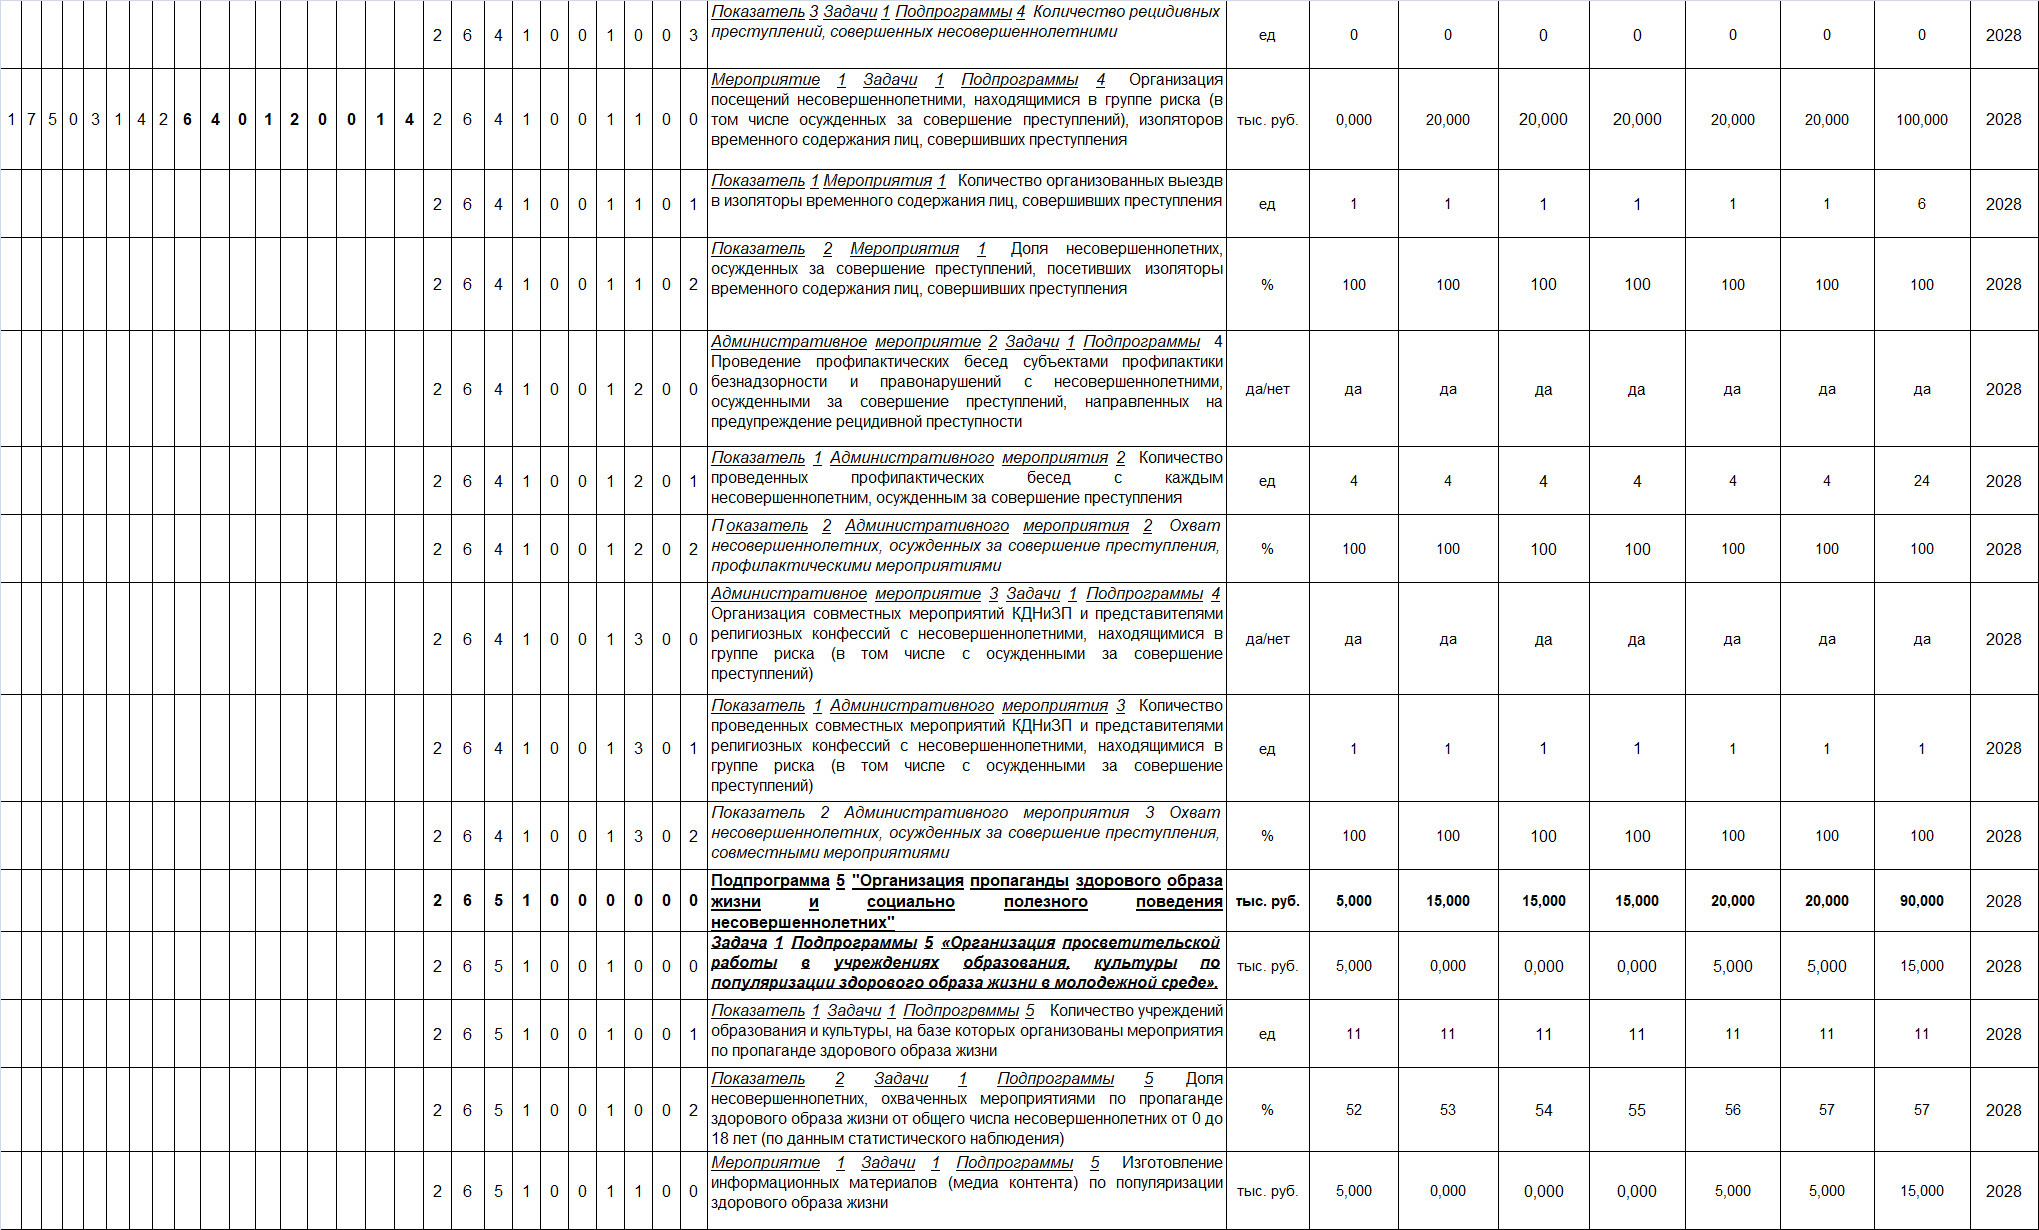 2 6 4 1 0 0 1 0 0 3 Показатель 3 Задачи 1 Подпрограммы 4 Количество рецидивных
преступлений, совершенных несовершеннолетними
ед 0 0 0 0 0 0 0 2028
1 7 5 0 3 1 4 2 6 4 0 1 2 0 0 1 4 2 6 4 1 0 0 1 1 0 0 Мероприятие 1 Задачи 1 Подпрограммы 4 Организация
посещений несовершеннолетними, находящимися в группе риска (в
том числе осужденных за совершение преступлений), изоляторов
временного содержания лиц, совершивших преступления
тыс. руб. 0,000 20,000 20,000 20,000 20,000 20,000 100,000 2028
2 6 4 1 0 0 1 1 0 1 Показатель 1 Мероприятия 1 Количество организованных выездв
в изоляторы временного содержания лиц, совершивших преступления
ед 1 1 1 1 1 1 6 2028
2 6 4 1 0 0 1 1 0 2 Показатель 2 Мероприятия 1 Доля несовершеннолетних,
осужденных за совершение преступлений, посетивших изоляторы
временного содержания лиц, совершивших преступления
% 100 100 100 100 100 100 100 2028
2 6 4 1 0 0 1 2 0 0 Административное мероприятие 2 Задачи 1 Подпрограммы 4
Проведение профилактических бесед субъектами профилактики
безнадзорности и правонарушений с несовершеннолетними,
осужденными за совершение преступлений, направленных на
предупреждение рецидивной преступности
да/нет да да да да да да да 2028
2 6 4 1 0 0 1 2 0 1 Показатель 1 Административного мероприятия 2 Количество
проведенных профилактических бесед с каждым
несовершеннолетним, осужденным за совершение преступления
ед 4 4 4 4 4 4 24 2028
2 6 4 1 0 0 1 2 0 2 Показатель 2 Административного мероприятия 2 Охват
несовершеннолетних, осужденных за совершение преступления,
профилактическими мероприятиями
% 100 100 100 100 100 100 100 2028
2 6 4 1 0 0 1 3 0 0 Административное мероприятие 3 Задачи 1 Подпрограммы 4
Организация совместных мероприятий КДНиЗП и представителями
религиозных конфессий с несовершеннолетними, находящимися в
группе риска (в том числе с осужденными за совершение
преступлений)
да/нет да да да да да да да 2028
2 6 4 1 0 0 1 3 0 1 Показатель 1 Административного мероприятия 3 Количество
проведенных совместных мероприятий КДНиЗП и представителями
религиозных конфессий с несовершеннолетними, находящимися в
группе риска (в том числе с осужденными за совершение
преступлений)
ед 1 1 1 1 1 1 1 2028
2 6 4 1 0 0 1 3 0 2 Показатель 2 Административного мероприятия 3 Охват
несовершеннолетних, осужденных за совершение преступления,
совместными мероприятиями
% 100 100 100 100 100 100 100 2028
2 6 5 1 0 0 0 0 0 0 Подпрограмма 5 "Организация пропаганды здорового образа
жизни и социально полезного поведения
несовершеннолетних"
тыс. руб. 5,000 15,000 15,000 15,000 20,000 20,000 90,000 2028
2 6 5 1 0 0 1 0 0 0 Задача 1 Подпрограммы 5 «Организация просветительской
работы в учреждениях образования, культуры по
популяризации здорового образа жизни в молодежной среде».
тыс. руб. 5,000 0,000 0,000 0,000 5,000 5,000 15,000 2028
2 6 5 1 0 0 1 0 0 1 Показатель 1 Задачи 1 Подпрогрвммы 5 Количество учреждений
образования и культуры, на базе которых организованы мероприятия
по пропаганде здорового образа жизни
ед 11 11 11 11 11 11 11 2028
2 6 5 1 0 0 1 0 0 2 Показатель 2 Задачи 1 Подпрограммы 5 Доля
несовершеннолетних, охваченных мероприятиями по пропаганде
здорового образа жизни от общего числа несовершеннолетних от 0 до
18 лет (по данным статистического наблюдения)
% 52 53 54 55 56 57 57 2028
2 6 5 1 0 0 1 1 0 0 Мероприятие 1 Задачи 1 Подпрограммы 5 Изготовление
информационных материалов (медиа контента) по популяризации
здорового образа жизни
тыс. руб. 5,000 0,000 0,000 0,000 5,000 5,000 15,000 2028